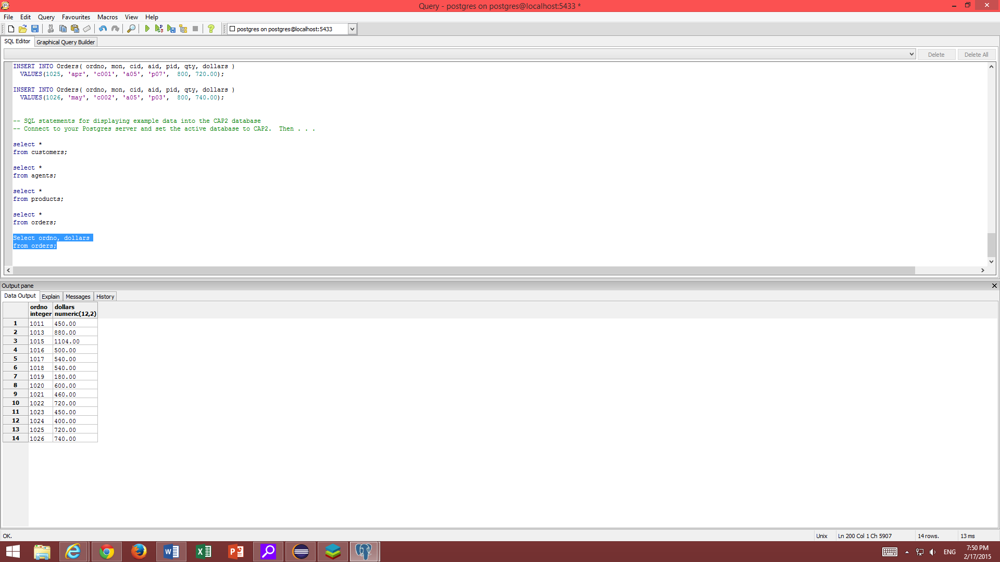 Query - postgres on postgres@localhost:5433 *
File Edit Query Favourites Macros View Help
postgres on postgres@localhost:5433
SQL Editor Graphical Query Builder
Delete Delete All
INSERT INTO Orders( ordno, mon, cid, aid, pid, qty, dollars )
VALUES(1025, 'apr', 'c001', 'a05', 'p07',  800, 720.00);
INSERT INTO Orders( ordno, mon, cid, aid, pid, qty, dollars )
VALUES(1026, 'may', 'c002', 'a05', 'p03',  800, 740.00);
-- SQL statements for displaying example data into the CAP2 database
-- Connect to your Postgres server and set the active database to CAP2.  Then . . .
select *
from customers;
select *
from agents;
select *
from products;
select *
from orders;
Select ordno, dollars
from orders;
Output pane
Data Output Explain Messages History
ordno dollars
integer numeric(12,2)
1 1011 450.00
2 1013 880.00
3 1015 1104.00
4 1016 500.00
5 1017 540.00
6 1018 540.00
7 1019 180.00
8 1020 600.00
9 1021 460.00
10 1022 720.00
11 1023 450.00
12 1024 400.00
13 1025 720.00
14 1026 740.00
OK. Unix Ln 200 Col 1 Ch 5907 14 rows. 13 ms
ENG 7:50 PM
2/17/2015